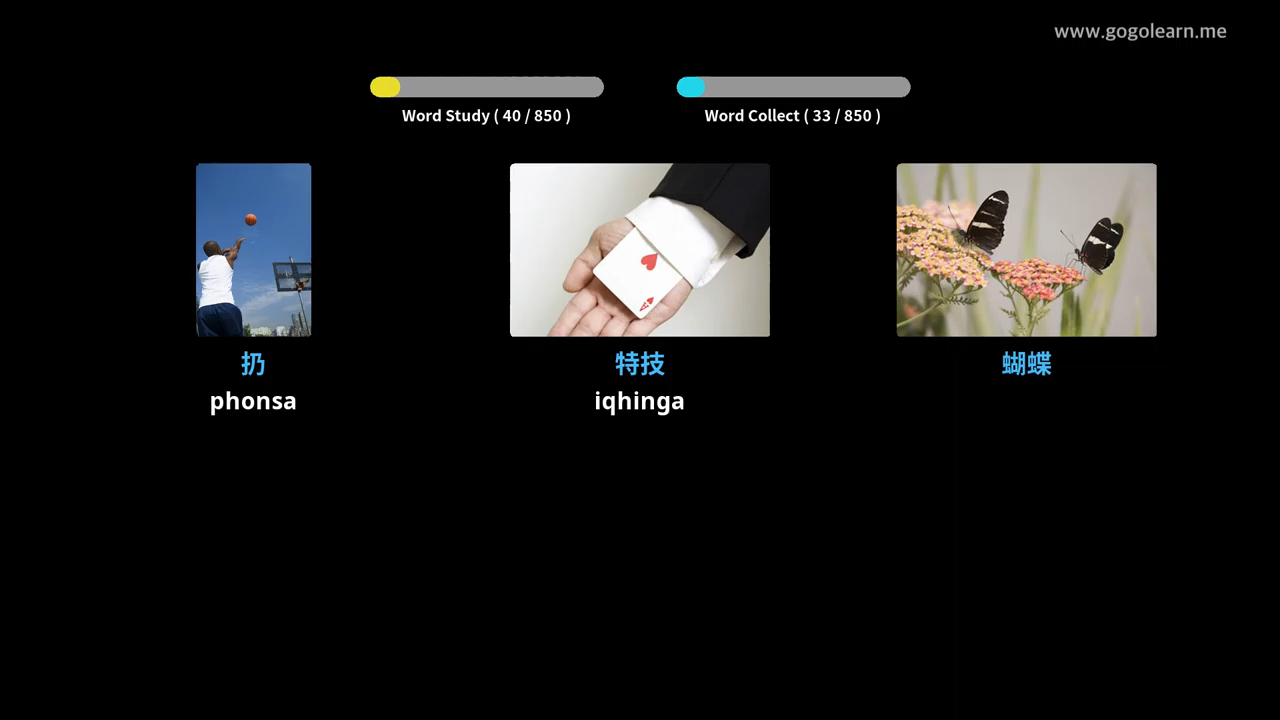 www.gogolearn.me
Word Study ( 40 / 850 )
Word Collect ( 33 / 850 )
扔
phonsa
特技
iqhinga
蝴蝶